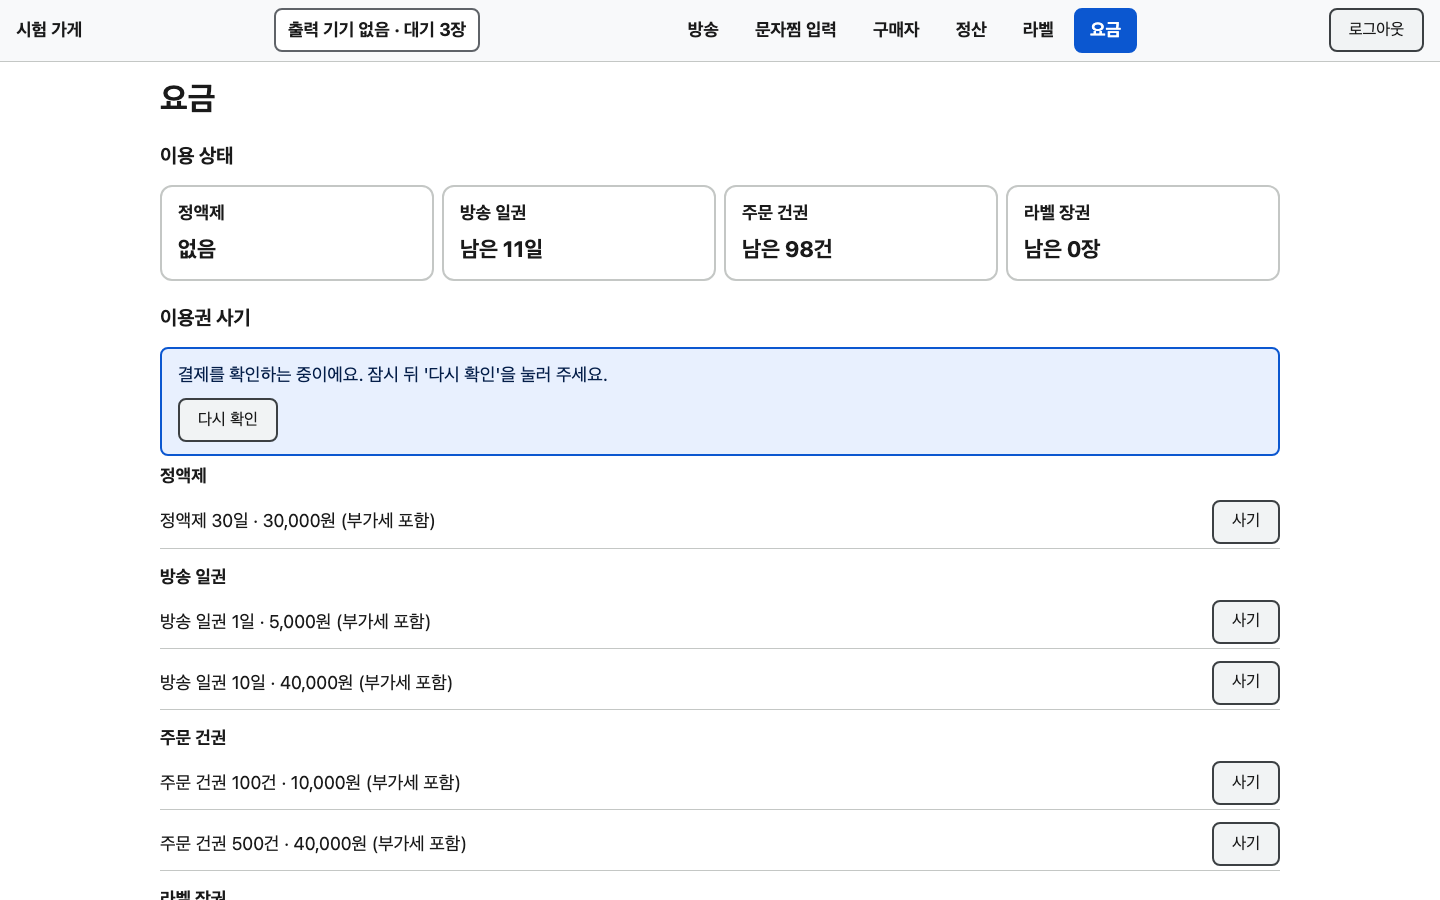 시험 가게
출력 기기 없음 · 대기 3장
방송 문자찜 입력 구매자 정산 라벨 요금
로그아웃
요금
이용 상태
정액제
없음
방송 일권
남은 11일
주문 건권
남은 98건
라벨 장권
남은 0장
이용권 사기
결제를 확인하는 중이에요. 잠시 뒤 '다시 확인'을 눌러 주세요.
다시 확인
정액제
정액제 30일 · 30,000원 (부가세 포함)
사기
방송 일권
방송 일권 1일 · 5,000원 (부가세 포함)
사기
방송 일권 10일 · 40,000원 (부가세 포함)
사기
주문 건권
주문 건권 100건 · 10,000원 (부가세 포함)
사기
주문 건권 500건 · 40,000원 (부가세 포함)
사기
라벨 장권